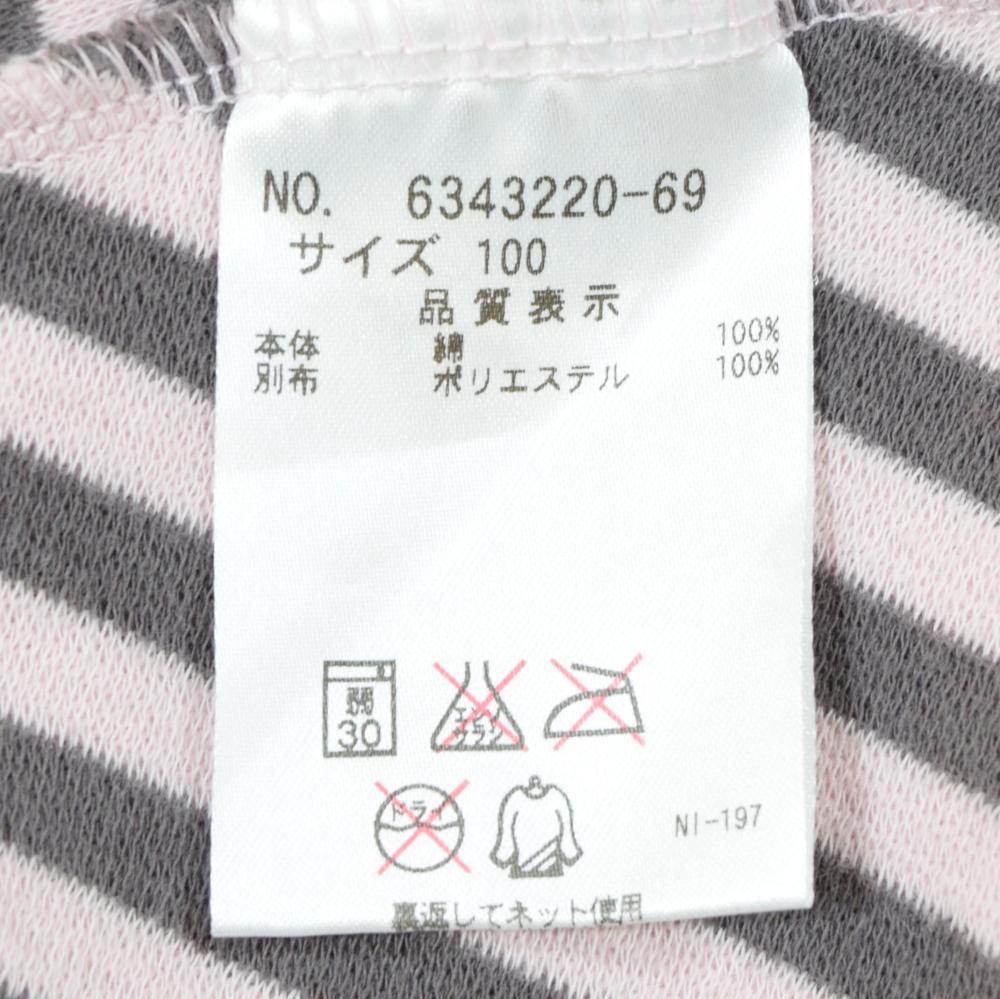 NO. 6343220-69
サイズ 100
品質表示
本体 綿 100%
別布 ポリエステル 100%
弱
30
エンソ
サラシ
ドライ
NI-197
裏返してネット使用